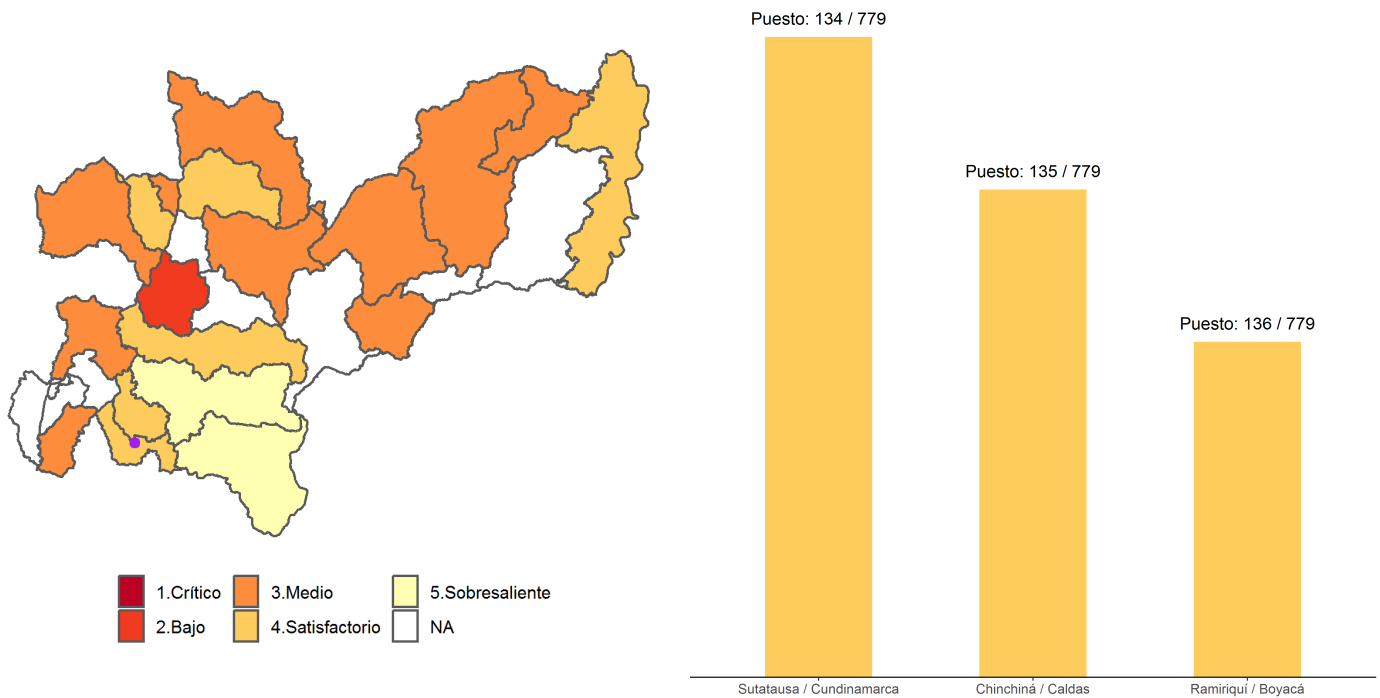 Puesto: 134 / 779
Puesto: 135 / 779
Puesto: 136 / 779
1.Crítico
3.Medio
5.Sobresaliente
2.Bajo
4.Satisfactorio
NA
Sutatausa / Cundinamarca
Chinchiná / Caldas
Ramiriquí / Boyacá